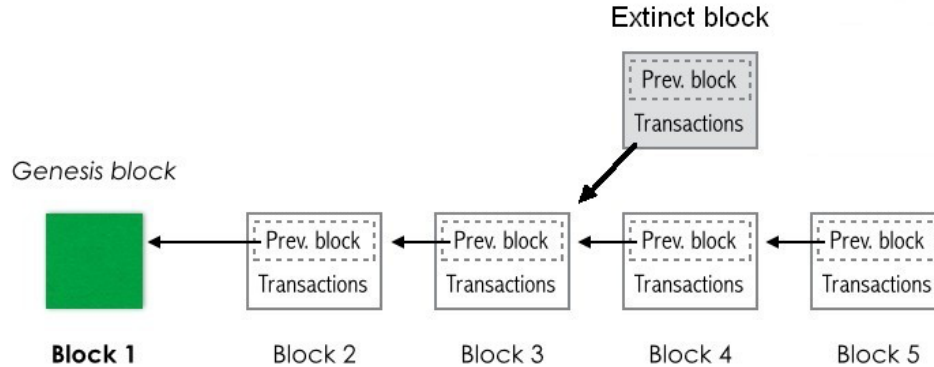 Extinct block
Prev. block
Transactions
Genesis block
Prev. block
Transactions
Prev. block
Transactions
Prev. block
Transactions
Prev. block
Transactions
Block 1
Block 2
Block 3
Block 4
Block 5